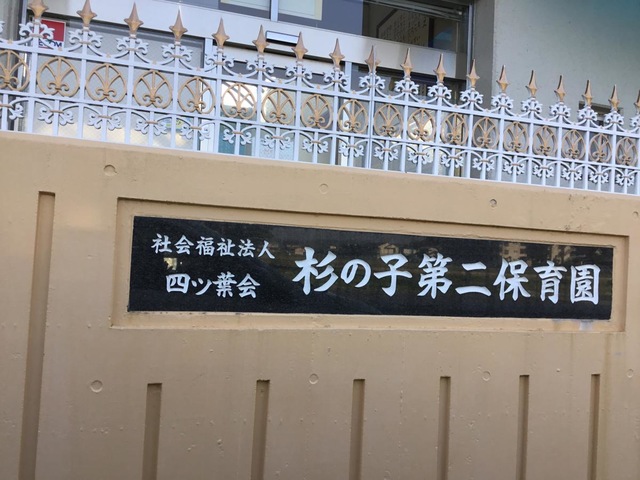 社会福祉法人
四ツ葉会
杉の子第二保育園